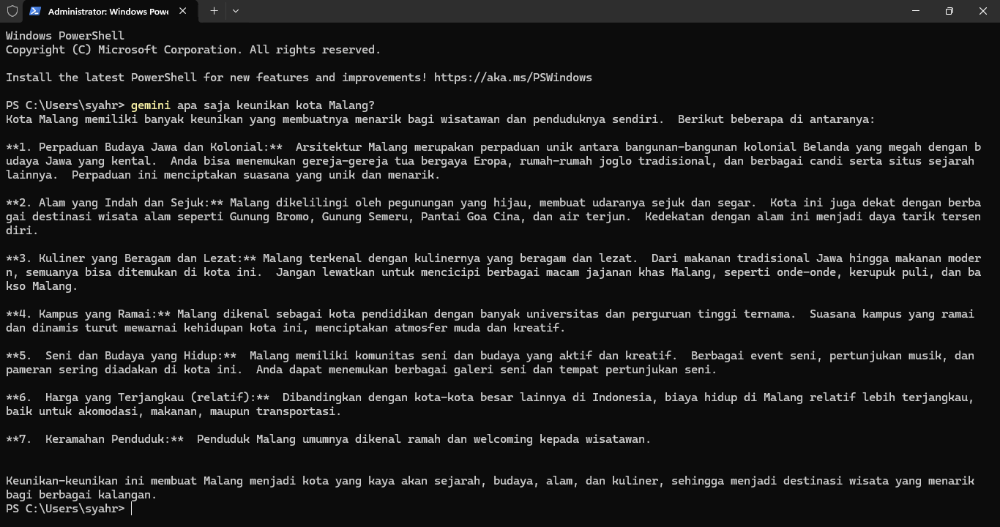 Administrator: Windows Powe
Windows PowerShell
Copyright (C) Microsoft Corporation. All rights reserved.
Install the latest PowerShell for new features and improvements! https://aka.ms/PSWindows
PS C:\Users\syahr> gemini apa saja keunikan kota Malang?
Kota Malang memiliki banyak keunikan yang membuatnya menarik bagi wisatawan dan penduduknya sendiri.  Berikut beberapa di antaranya:
**1. Perpaduan Budaya Jawa dan Kolonial:**  Arsitektur Malang merupakan perpaduan unik antara bangunan-bangunan kolonial Belanda yang megah dengan b
udaya Jawa yang kental.  Anda bisa menemukan gereja-gereja tua bergaya Eropa, rumah-rumah joglo tradisional, dan berbagai candi serta situs sejarah
lainnya.  Perpaduan ini menciptakan suasana yang unik dan menarik.
**2. Alam yang Indah dan Sejuk:** Malang dikelilingi oleh pegunungan yang hijau, membuat udaranya sejuk dan segar.  Kota ini juga dekat dengan berba
gai destinasi wisata alam seperti Gunung Bromo, Gunung Semeru, Pantai Goa Cina, dan air terjun.  Kedekatan dengan alam ini menjadi daya tarik tersen
diri.
**3. Kuliner yang Beragam dan Lezat:** Malang terkenal dengan kulinernya yang beragam dan lezat.  Dari makanan tradisional Jawa hingga makanan moder
n, semuanya bisa ditemukan di kota ini.  Jangan lewatkan untuk mencicipi berbagai macam jajanan khas Malang, seperti onde-onde, kerupuk puli, dan ba
kso Malang.
**4. Kampus yang Ramai:** Malang dikenal sebagai kota pendidikan dengan banyak universitas dan perguruan tinggi ternama.  Suasana kampus yang ramai
dan dinamis turut mewarnai kehidupan kota ini, menciptakan atmosfer muda dan kreatif.
**5.  Seni dan Budaya yang Hidup:**  Malang memiliki komunitas seni dan budaya yang aktif dan kreatif.  Berbagai event seni, pertunjukan musik, dan
pameran sering diadakan di kota ini.  Anda dapat menemukan berbagai galeri seni dan tempat pertunjukan seni.
**6.  Harga yang Terjangkau (relatif):**  Dibandingkan dengan kota-kota besar lainnya di Indonesia, biaya hidup di Malang relatif lebih terjangkau,
baik untuk akomodasi, makanan, maupun transportasi.
**7.  Keramahan Penduduk:**  Penduduk Malang umumnya dikenal ramah dan welcoming kepada wisatawan.
Keunikan-keunikan ini membuat Malang menjadi kota yang kaya akan sejarah, budaya, alam, dan kuliner, sehingga menjadi destinasi wisata yang menarik
bagi berbagai kalangan.
PS C:\Users\syahr>